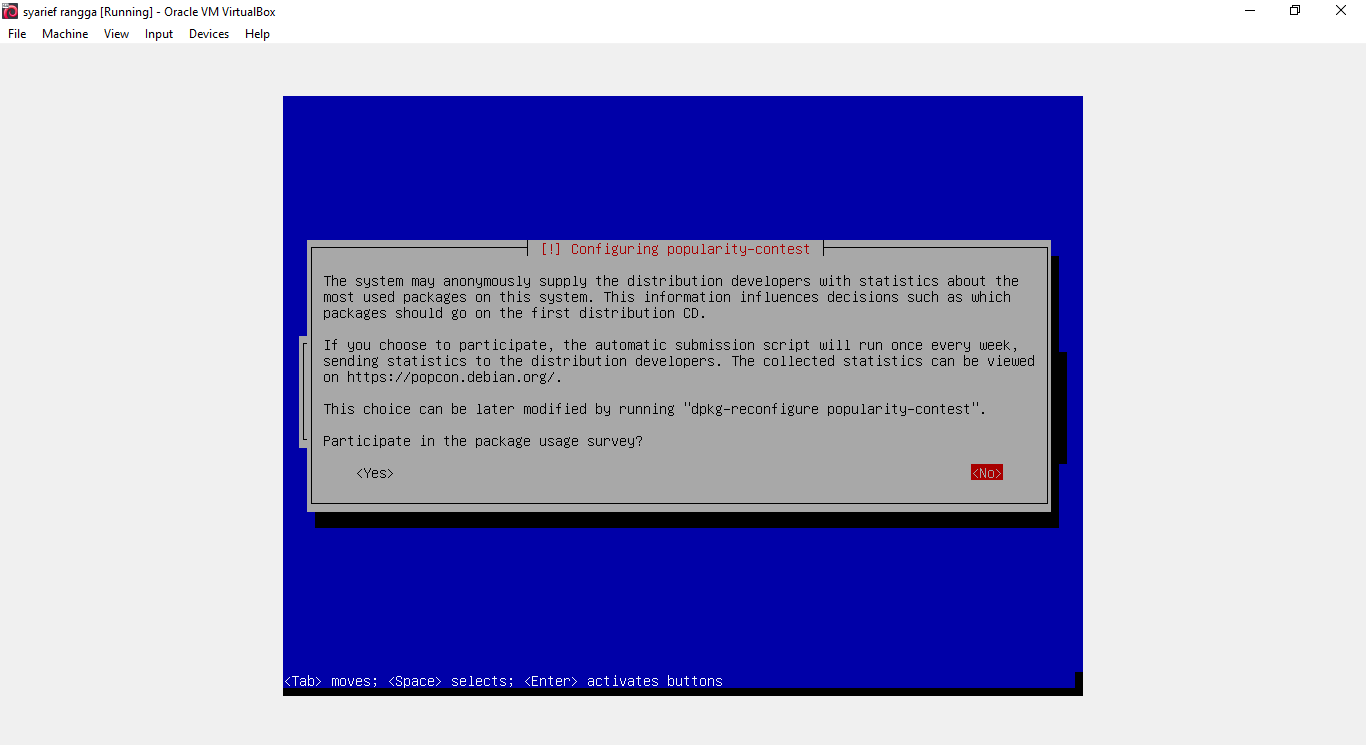 syarief rangga [Running] - Oracle VM VirtualBox
File Machine View Input Devices Help
[!] Configuring popularity-contest
The system may anonymously supply the distribution developers with statistics about the
most used packages on this system. This information influences decisions such as which
packages should go on the first distribution CD.
If you choose to participate, the automatic submission script will run once every week,
sending statistics to the distribution developers. The collected statistics can be viewed
on https://popcon.debian.org/.
This choice can be later modified by running "dpkg-reconfigure popularity-contest".
Participate in the package usage survey?
<Yes> <No>
<Tab> moves; <Space> selects; <Enter> activates buttons